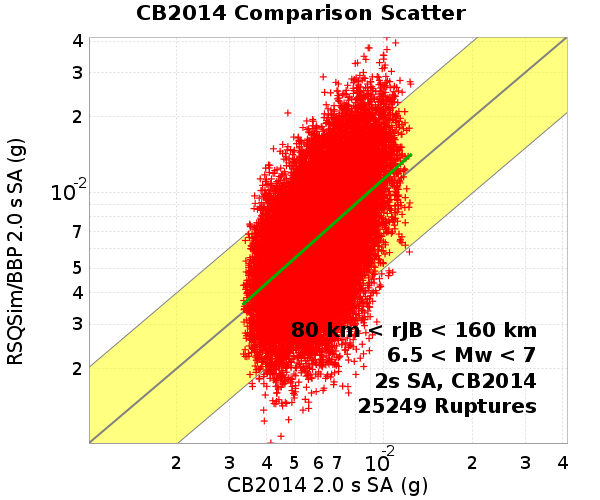 CB2014 Comparison Scatter
RSQSim/BBP 2.0 s SA (g)
4
3
2
10-2
7
5
4
3
2
80 km < rJB < 160 km
6.5 < Mw < 7
2s SA, CB2014
25249 Ruptures
2 3 4 5 6 7 10-2 2 3 4
CB2014 2.0 s SA (g)